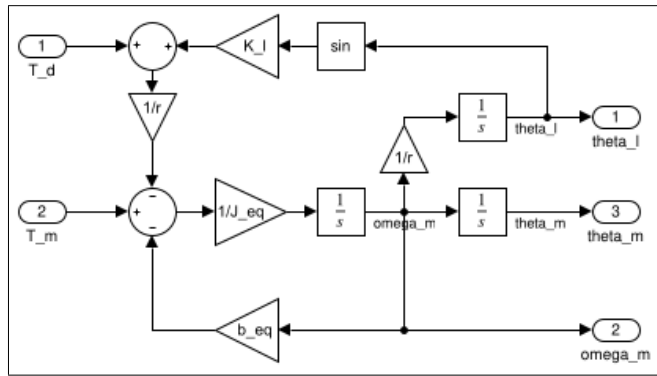 1
T_d
+
+
K_l
sin
1/r
1
s
theta_l
1
theta_l
1/r
2
T_m
+
−
−
1/J_eq
1
s
omega_m
1
s
theta_m
3
theta_m
b_eq
2
omega_m